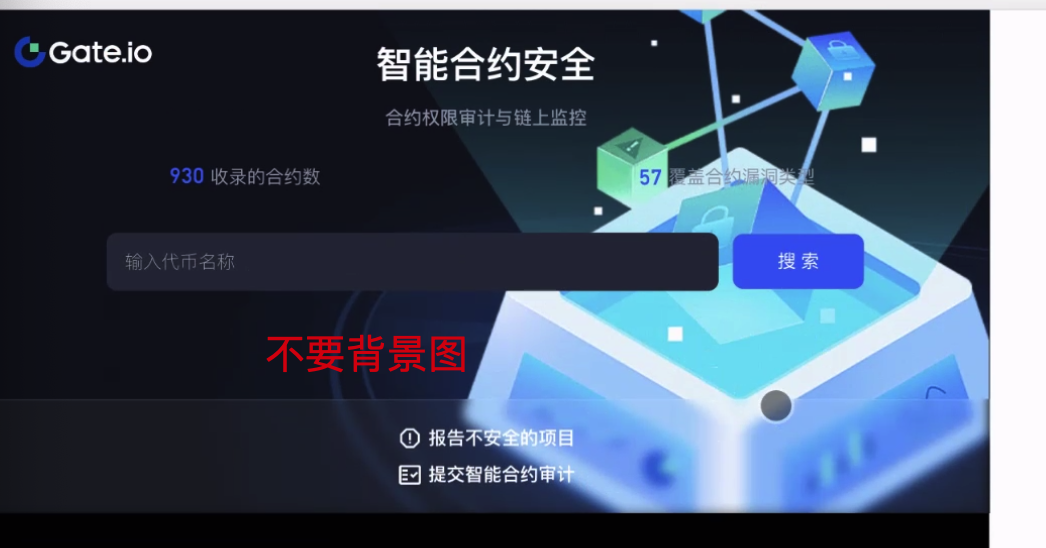 Gate.io
智能合约安全
合约权限审计与链上监控
930 收录的合约数
57 覆盖合约漏洞类型
输入代币名称
搜 索
不要背景图
报告不安全的项目
提交智能合约审计